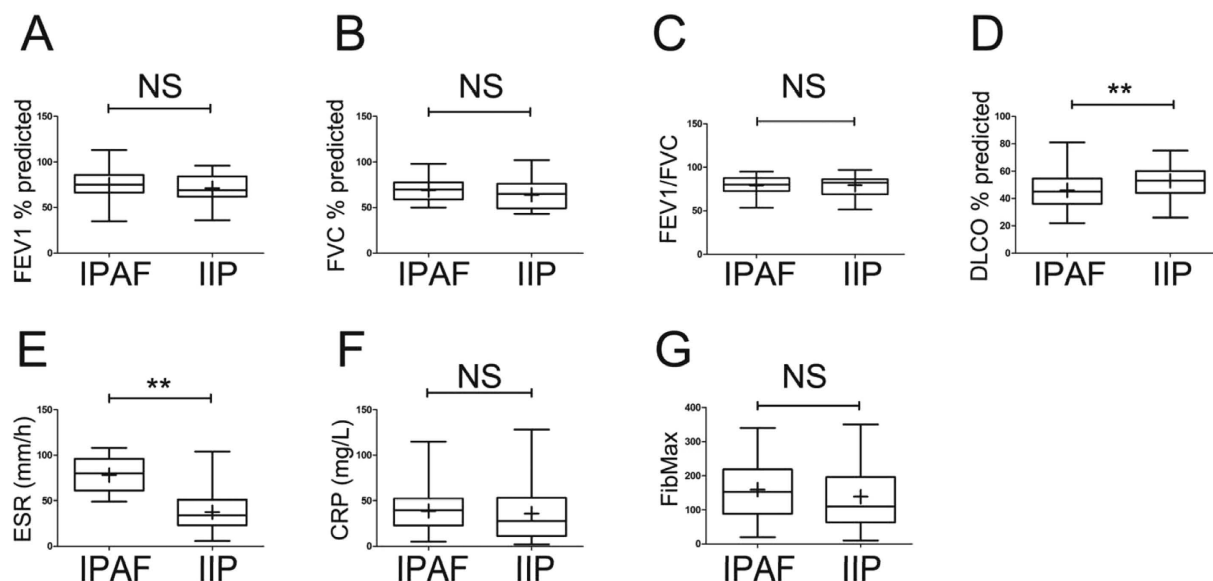 A
NS
FEV1 % predicted
150
100
50
0
IPAF IIP
B
NS
FVC % predicted
150
100
50
0
IPAF IIP
C
NS
FEV1/FVC
150
100
50
0
IPAF IIP
D
**
DLCO % predicted
100
80
60
40
20
0
IPAF IIP
E
**
ESR (mm/h)
150
100
50
0
IPAF IIP
F
NS
CRP (mg/L)
150
100
50
0
IPAF IIP
G
NS
FibMax
400
300
200
100
0
IPAF IIP